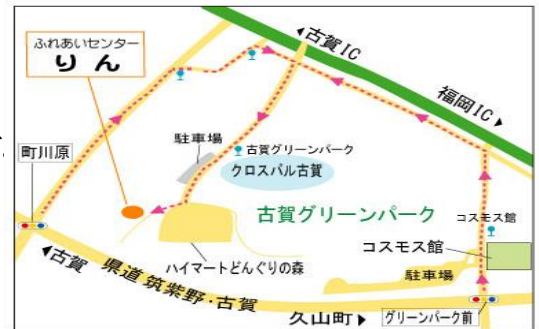 ふれあいセンター
りん
◀古賀IC
福岡IC▶
町川原
駐車場
古賀グリーンパーク
クロスパル古賀
古賀グリーンパーク
コスモス館
コスモス館
駐車場
ハイマートどんぐりの森
◀古賀 県道 筑紫野・古賀
久山町▶
グリーンパーク前